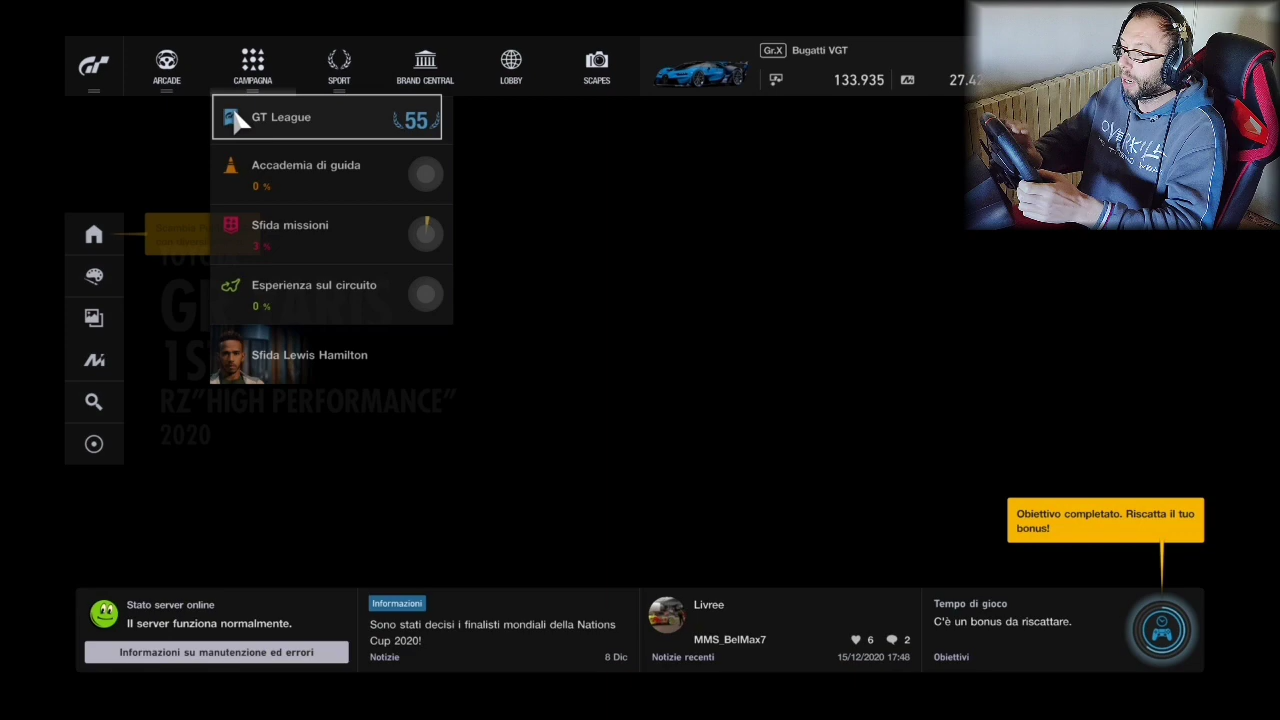 ARCADE
CAMPAGNA
SPORT
BRAND CENTRAL
LOBBY
SCAPES
Gr.X Bugatti VGT
133.935
27.42
GT League
55
Accademia di guida
0 %
Sfida missioni
3 %
Esperienza sul circuito
0 %
Sfida Lewis Hamilton
RZ"HIGH PERFORMANCE"
2020
OVERKILL
Obiettivo completato. Riscatta il tuo
bonus!
Stato server online
Il server funziona normalmente.
Informazioni su manutenzione ed errori
Informazioni
Sono stati decisi i finalisti mondiali della Nations
Cup 2020!
Notizie
8 Dic
Livree
MMS_BelMax7
6
2
Notizie recenti
15/12/2020 17:48
Tempo di gioco
C'è un bonus da riscattare.
Obiettivi